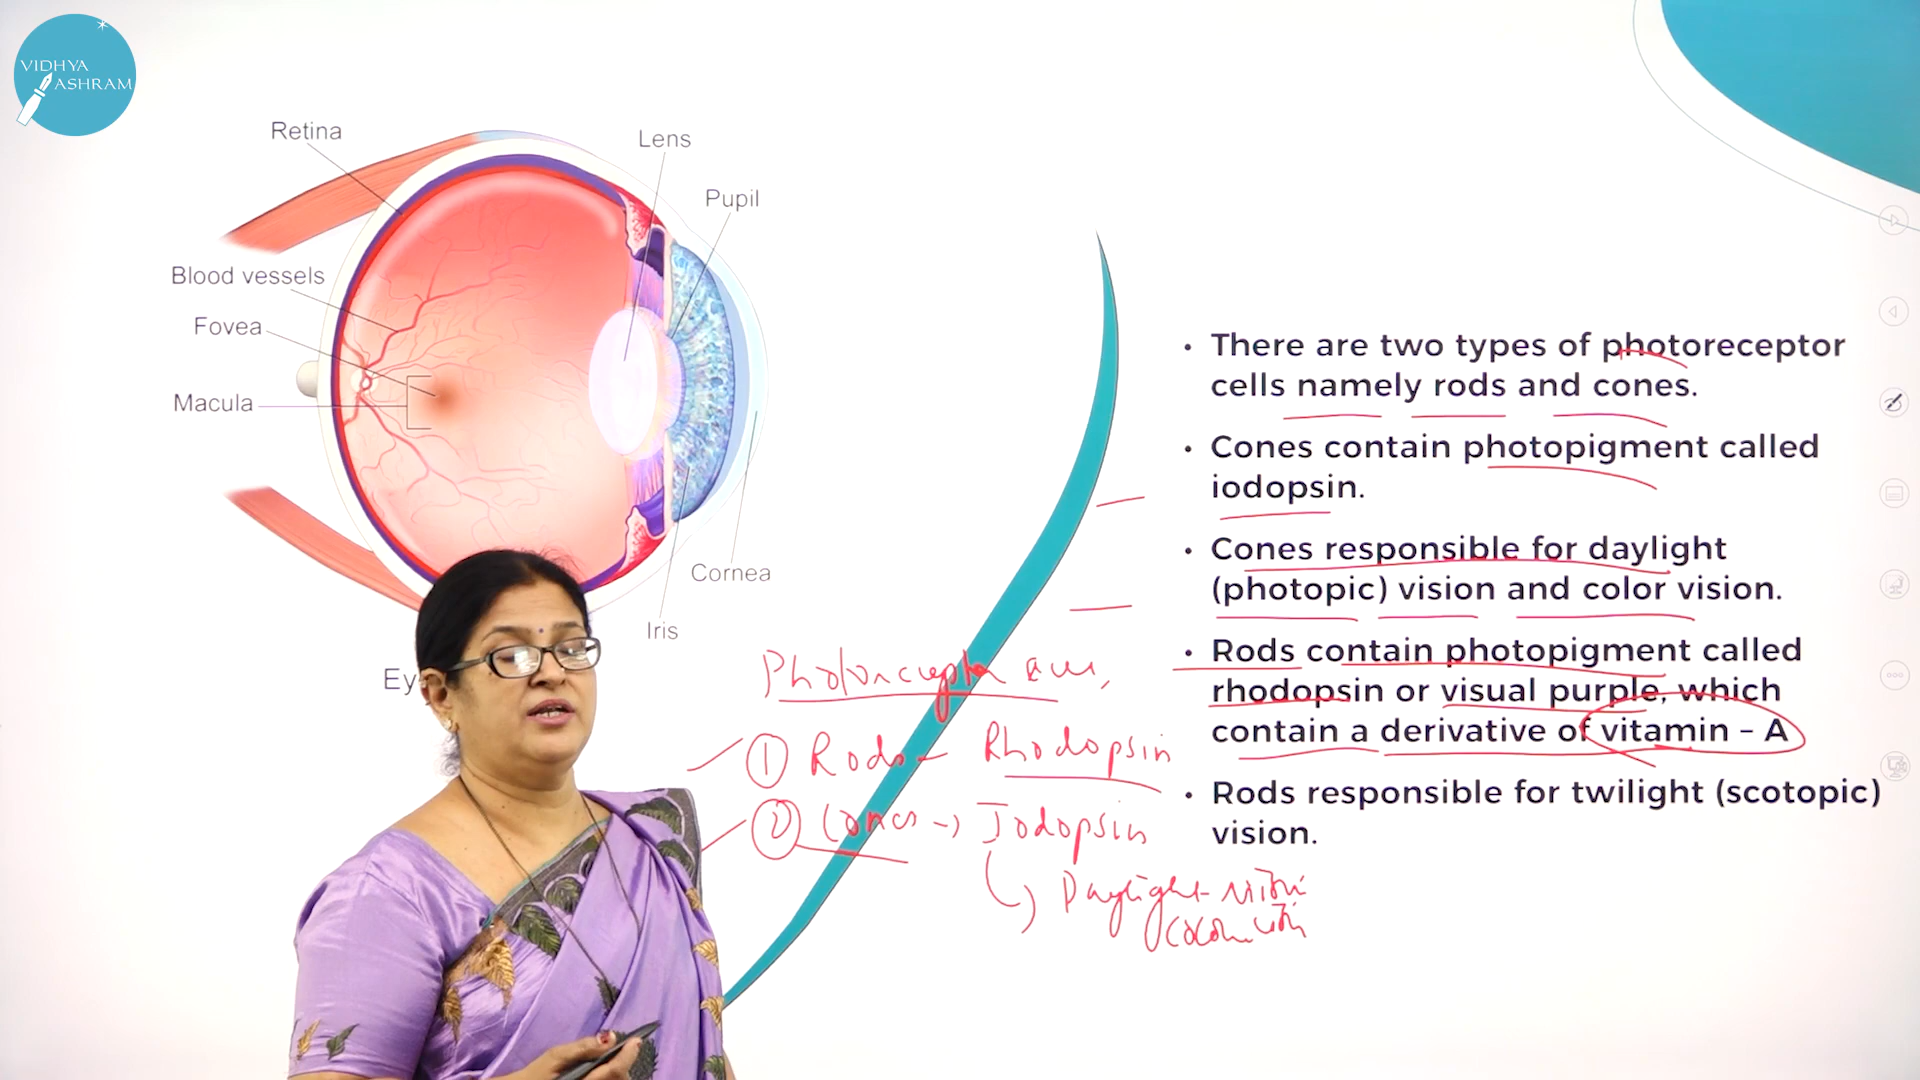 VIDHYA
ASHRAM
Retina
Lens
Pupil
Blood vessels
Fovea
Macula
Cornea
Iris
Ey
• There are two types of photoreceptor
cells namely rods and cones.
• Cones contain photopigment called
iodopsin.
• Cones responsible for daylight
(photopic) vision and color vision.
• Rods contain photopigment called
rhodopsin or visual purple, which
contain a derivative of vitamin - A
• Rods responsible for twilight (scotopic)
vision.
① Rods - Rhodopsin
② Cones → Iodopsin
Daylight